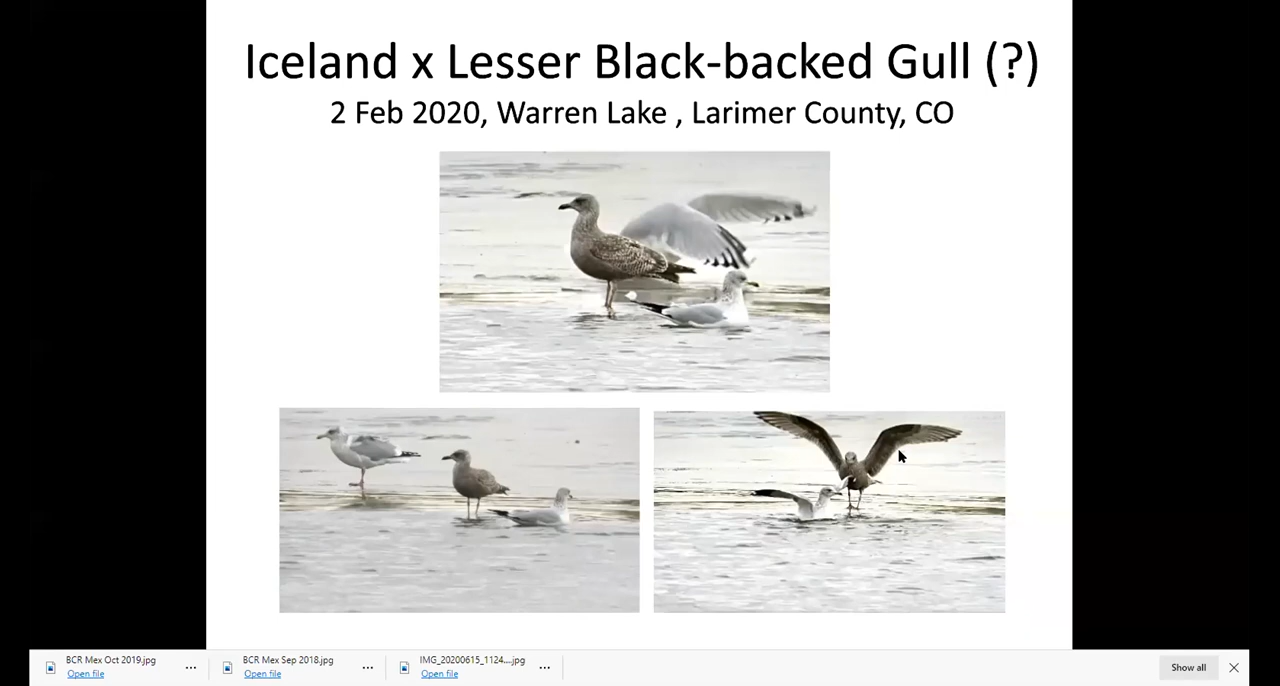 Iceland x Lesser Black-backed Gull (?)
2 Feb 2020, Warren Lake , Larimer County, CO
BCR Mex Oct 2019.jpg
Open file
BCR Mex Sep 2018.jpg
Open file
IMG_20200615_1124....jpg
Open file
Show all